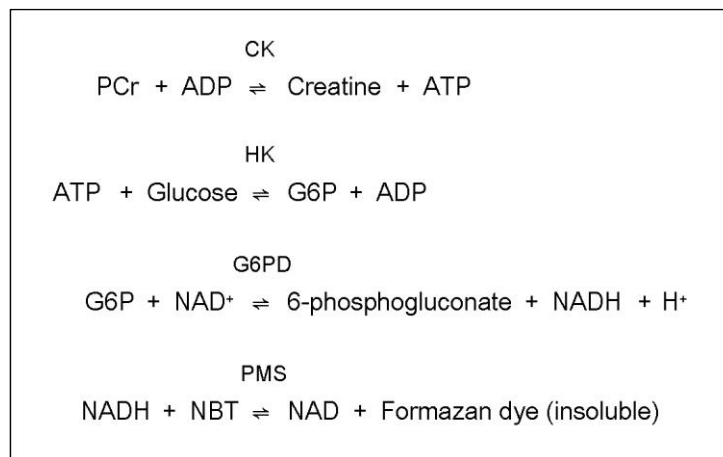 CK
PCr + ADP ⇌ Creatine + ATP
HK
ATP + Glucose ⇌ G6P + ADP
G6PD
G6P + NAD⁺ ⇌ 6-phosphogluconate + NADH + H⁺
PMS
NADH + NBT ⇌ NAD + Formazan dye (insoluble)